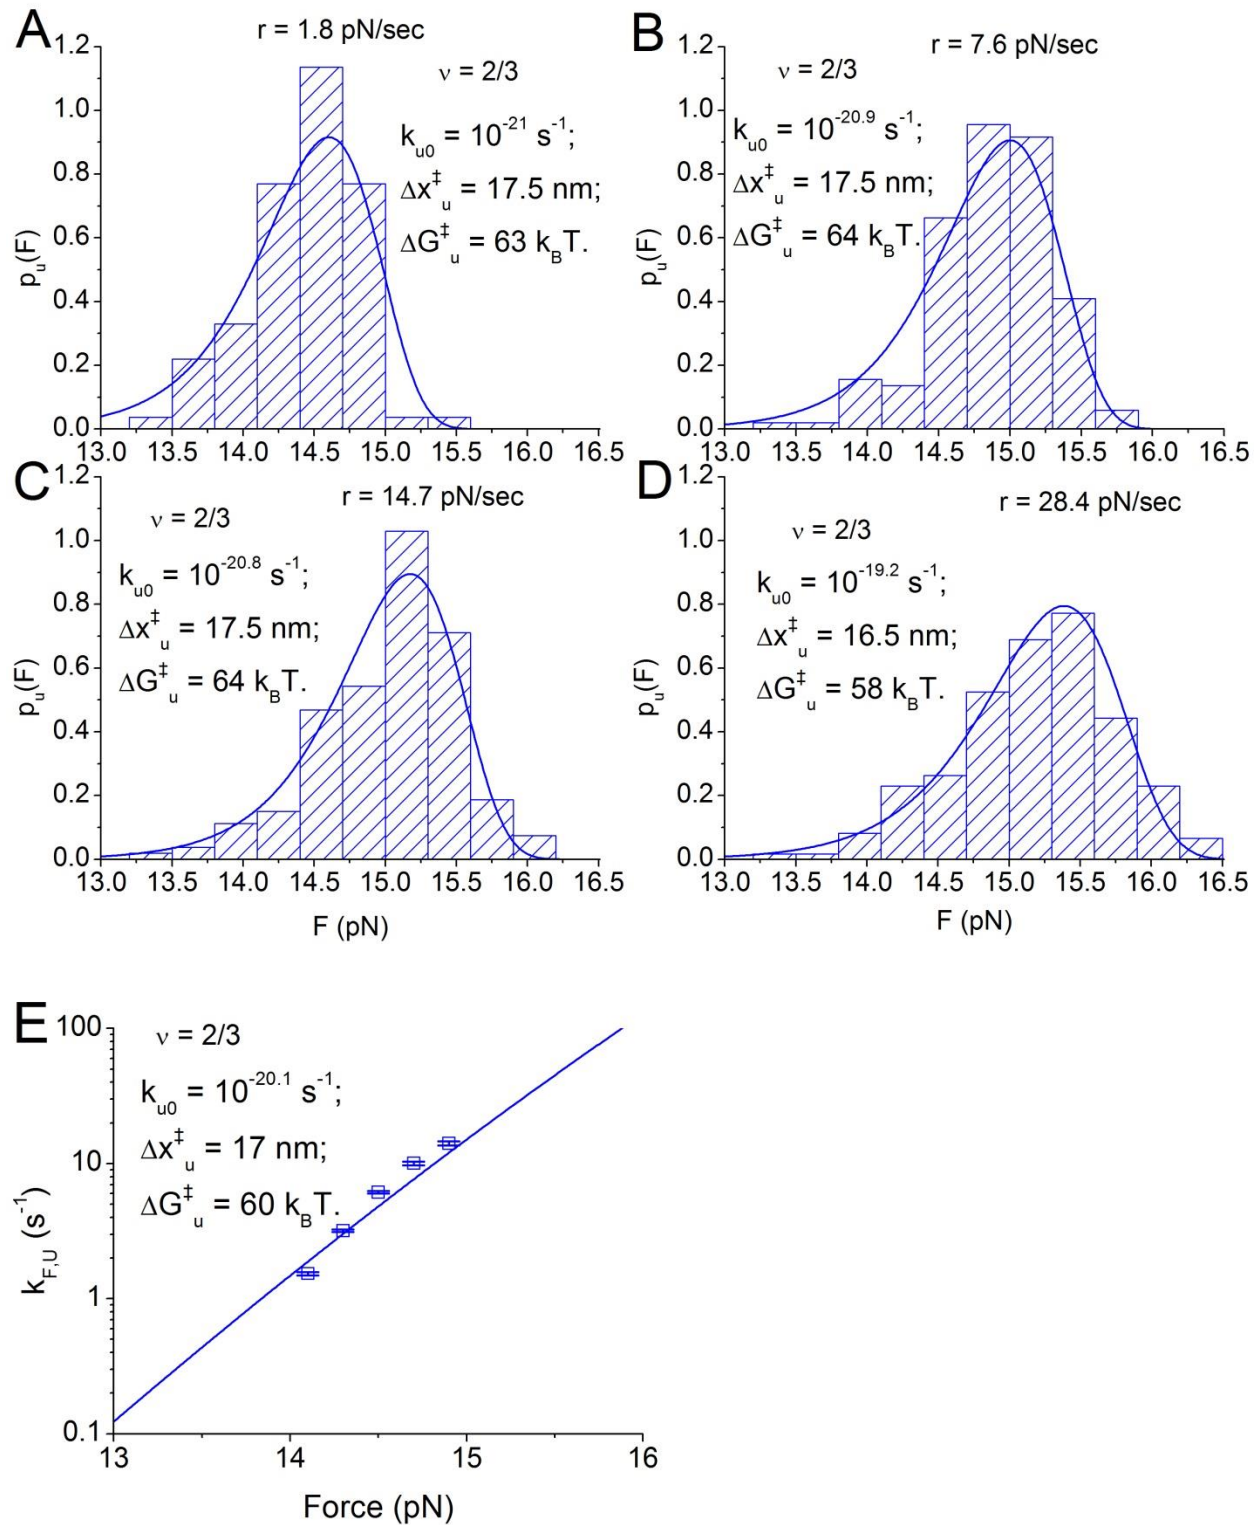 A
r = 1.8 pN/sec
ν = 2/3
k_u0 = 10^-21 s^-1;
Δx^‡_u = 17.5 nm;
ΔG^‡_u = 63 k_BT.
p_u(F)
1.2
1.0
0.8
0.6
0.4
0.2
0.0
13.0 13.5 14.0 14.5 15.0 15.5 16.0 16.5
B
r = 7.6 pN/sec
ν = 2/3
k_u0 = 10^-20.9 s^-1;
Δx^‡_u = 17.5 nm;
ΔG^‡_u = 64 k_BT.
p_u(F)
1.2
1.0
0.8
0.6
0.4
0.2
0.0
13.0 13.5 14.0 14.5 15.0 15.5 16.0 16.5
C
r = 14.7 pN/sec
ν = 2/3
k_u0 = 10^-20.8 s^-1;
Δx^‡_u = 17.5 nm;
ΔG^‡_u = 64 k_BT.
p_u(F)
1.2
1.0
0.8
0.6
0.4
0.2
0.0
13.0 13.5 14.0 14.5 15.0 15.5 16.0 16.5
F (pN)
D
r = 28.4 pN/sec
ν = 2/3
k_u0 = 10^-19.2 s^-1;
Δx^‡_u = 16.5 nm;
ΔG^‡_u = 58 k_BT.
p_u(F)
1.2
1.0
0.8
0.6
0.4
0.2
0.0
13.0 13.5 14.0 14.5 15.0 15.5 16.0 16.5
F (pN)
E
ν = 2/3
k_u0 = 10^-20.1 s^-1;
Δx^‡_u = 17 nm;
ΔG^‡_u = 60 k_BT.
k_F,U (s^-1)
100
10
1
0.1
13 14 15 16
Force (pN)